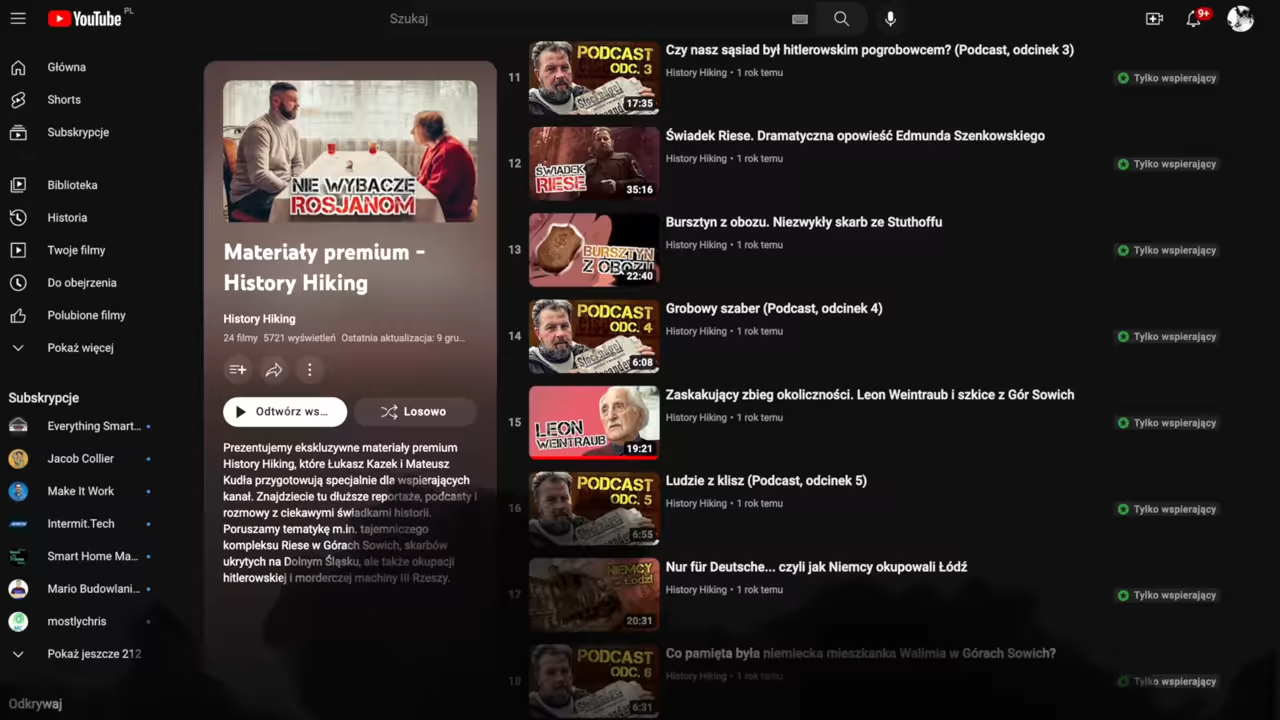 YouTube PL
Szukaj
9+
Główna
Shorts
Subskrypcje
Biblioteka
Historia
Twoje filmy
Do obejrzenia
Polubione filmy
Pokaż więcej
Subskrypcje
Everything Smart...
Jacob Collier
Make It Work
Intermit.Tech
Smart Home Ma...
Mario Budowlani...
mostlychris
Pokaż jeszcze 212
Odkrywaj
NIE WYBACZĘ
ROSJANOM
Materiały premium -
History Hiking
History Hiking
24 filmy 5721 wyświetleń Ostatnia aktualizacja: 9 gru...
Odtwórz ws...
Losowo
Prezentujemy ekskluzywne materiały premium
History Hiking, które Łukasz Kazek i Mateusz
Kudła przygotowują specjalnie dla wspierających
kanał. Znajdziecie tu dłuższe reportaże, podcasty i
rozmowy z ciekawymi świadkami historii.
Poruszamy tematykę m.in. tajemniczego
kompleksu Riese w Górach Sowich, skarbów
ukrytych na Dolnym Śląsku, ale także okupacji
hitlerowskiej i morderczej machiny III Rzeszy.
11
PODCAST
ODC. 3
17:35
Czy nasz sąsiad był hitlerowskim pogrobowcem? (Podcast, odcinek 3)
History Hiking • 1 rok temu
Tylko wspierający
12
ŚWIADEK
RIESE
35:16
Świadek Riese. Dramatyczna opowieść Edmunda Szenkowskiego
History Hiking • 1 rok temu
Tylko wspierający
13
BURSZTYN
Z OBOZU
22:40
Bursztyn z obozu. Niezwykły skarb ze Stuthoffu
History Hiking • 1 rok temu
Tylko wspierający
14
PODCAST
ODC. 4
6:08
Grobowy szaber (Podcast, odcinek 4)
History Hiking • 1 rok temu
Tylko wspierający
15
LEON
WEINTRAUB
19:21
Zaskakujący zbieg okoliczności. Leon Weintraub i szkice z Gór Sowich
History Hiking • 1 rok temu
Tylko wspierający
16
PODCAST
ODC. 5
6:55
Ludzie z klisz (Podcast, odcinek 5)
History Hiking • 1 rok temu
Tylko wspierający
17
NIEMCY
w Łodzi
20:31
Nur für Deutsche... czyli jak Niemcy okupowali Łódź
History Hiking • 1 rok temu
Tylko wspierający
18
PODCAST
ODC. 6
6:31
Co pamięta była niemiecka mieszkanka Walimia w Górach Sowich?
History Hiking • 1 rok temu
Tylko wspierający